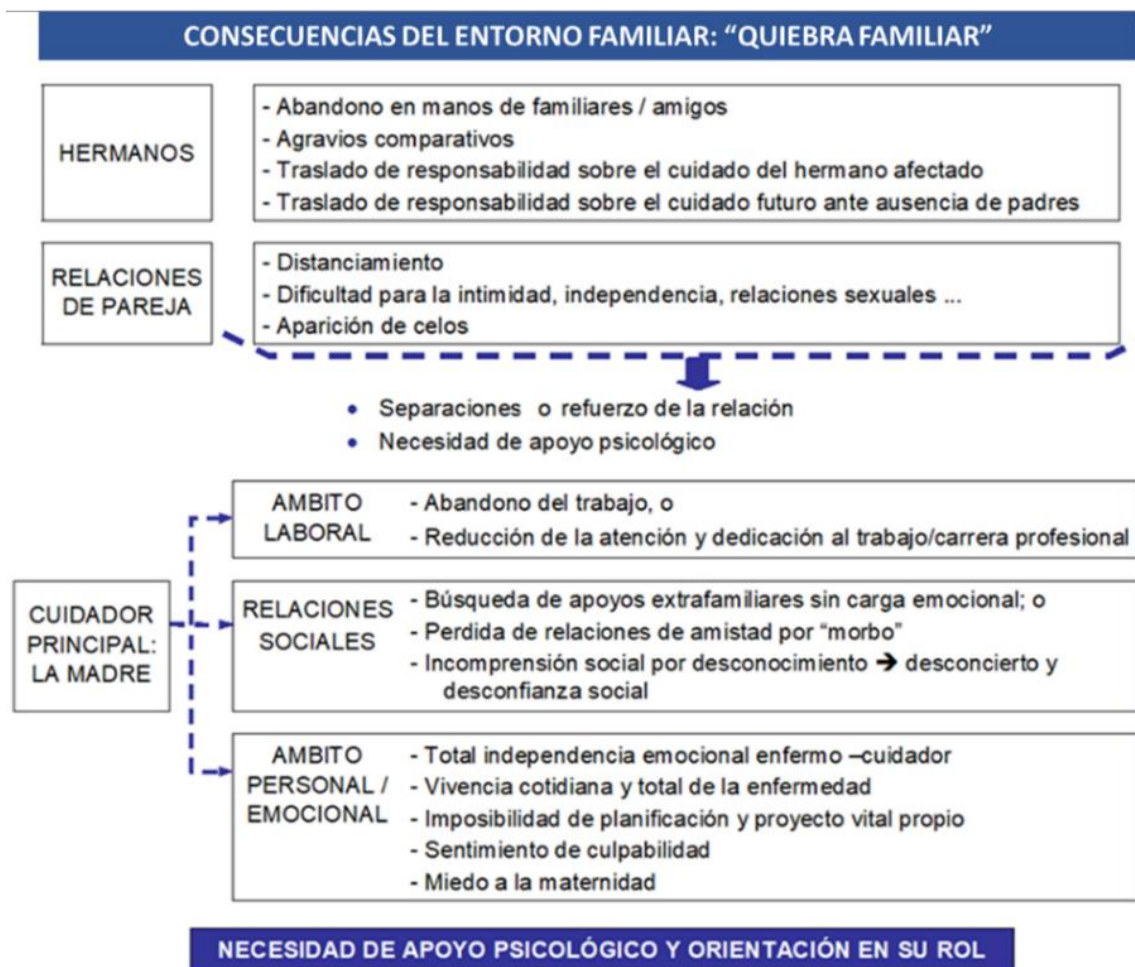 CONSECUENCIAS DEL ENTORNO FAMILIAR: “QUIEBRA FAMILIAR”
HERMANOS
- Abandono en manos de familiares / amigos
- Agravios comparativos
- Traslado de responsabilidad sobre el cuidado del hermano afectado
- Traslado de responsabilidad sobre el cuidado futuro ante ausencia de padres
RELACIONES
DE PAREJA
- Distanciamiento
- Dificultad para la intimidad, independencia, relaciones sexuales ...
- Aparición de celos
• Separaciones o refuerzo de la relación
• Necesidad de apoyo psicológico
CUIDADOR
PRINCIPAL:
LA MADRE
AMBITO
LABORAL
- Abandono del trabajo, o
- Reducción de la atención y dedicación al trabajo/carrera profesional
RELACIONES
SOCIALES
- Búsqueda de apoyos extrafamiliares sin carga emocional; o
- Perdida de relaciones de amistad por “morbo”
- Incomprensión social por desconocimiento ➔ desconcierto y
desconfianza social
AMBITO
PERSONAL /
EMOCIONAL
- Total independencia emocional enfermo –cuidador
- Vivencia cotidiana y total de la enfermedad
- Imposibilidad de planificación y proyecto vital propio
- Sentimiento de culpabilidad
- Miedo a la maternidad
NECESIDAD DE APOYO PSICOLÓGICO Y ORIENTACIÓN EN SU ROL